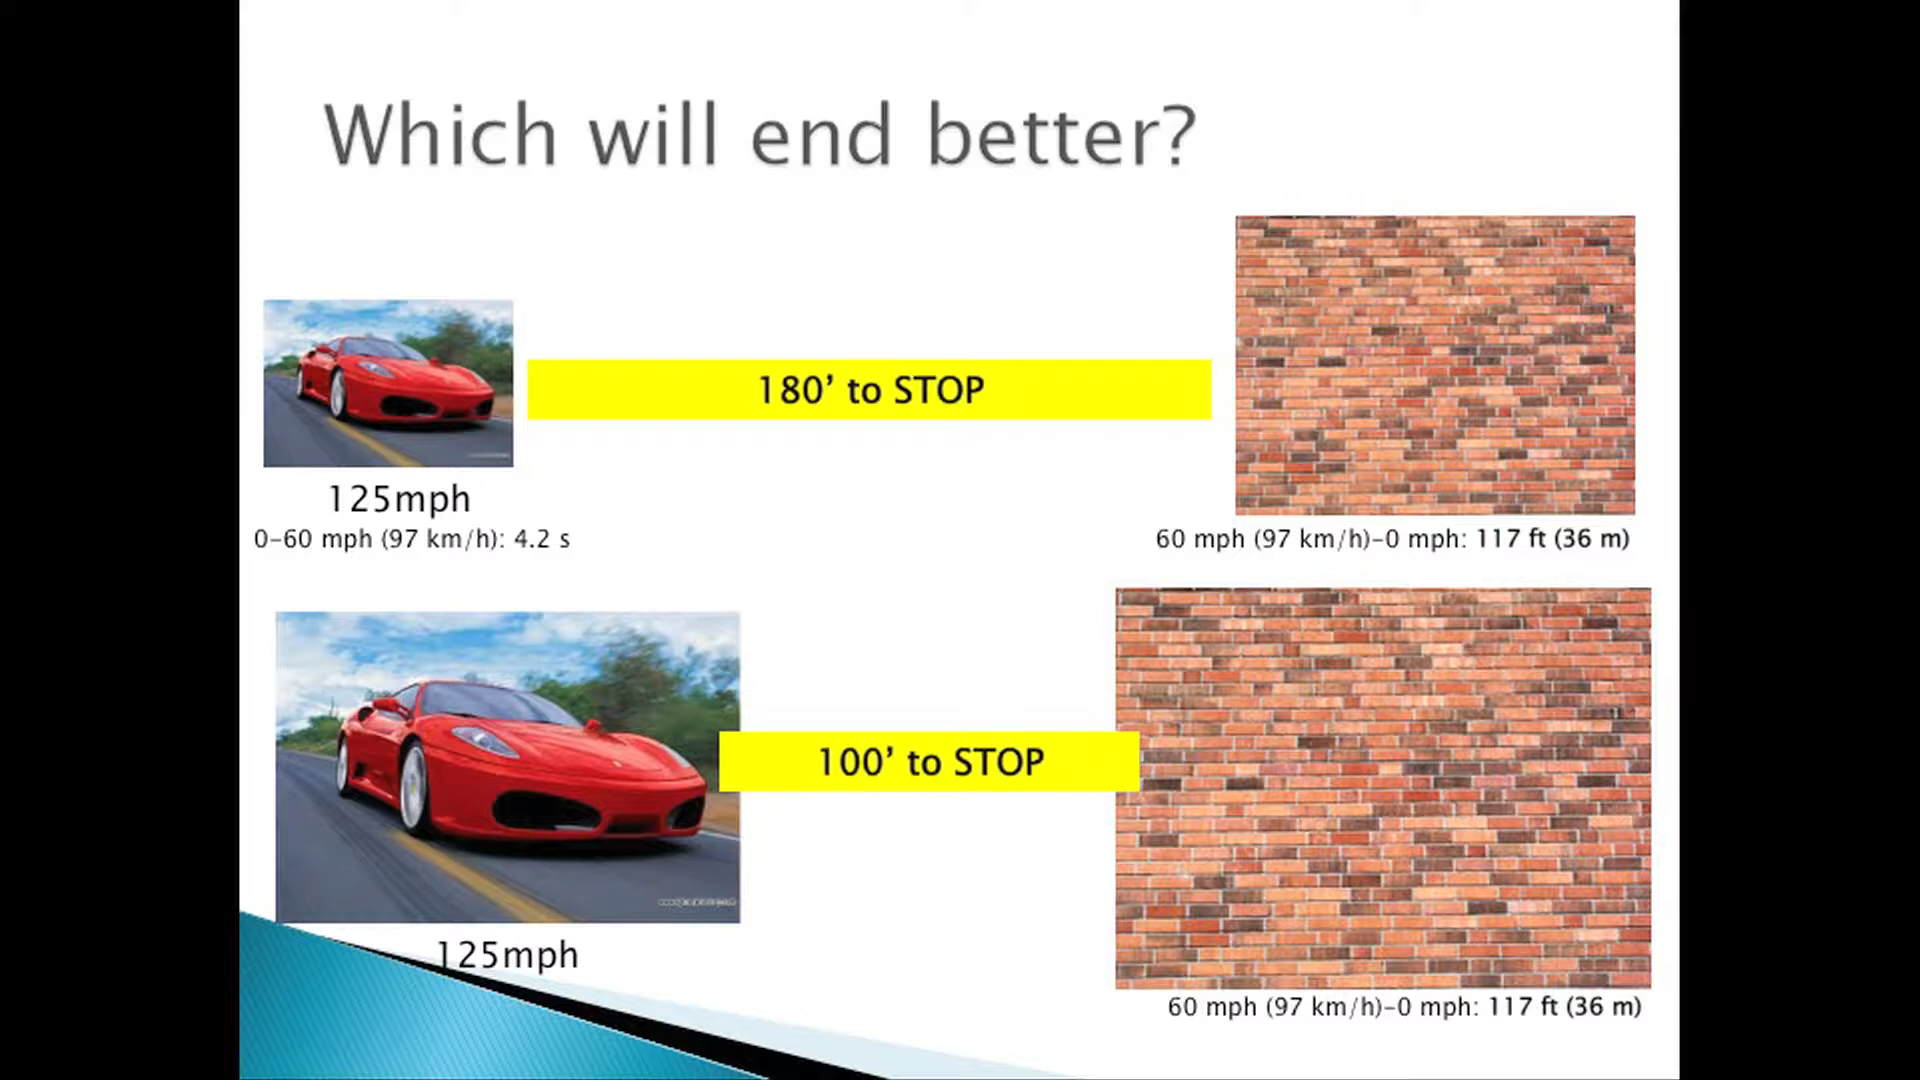 Which will end better?
180’ to STOP
125mph
0-60 mph (97 km/h): 4.2 s
60 mph (97 km/h)-0 mph: 117 ft (36 m)
100’ to STOP
125mph
60 mph (97 km/h)-0 mph: 117 ft (36 m)